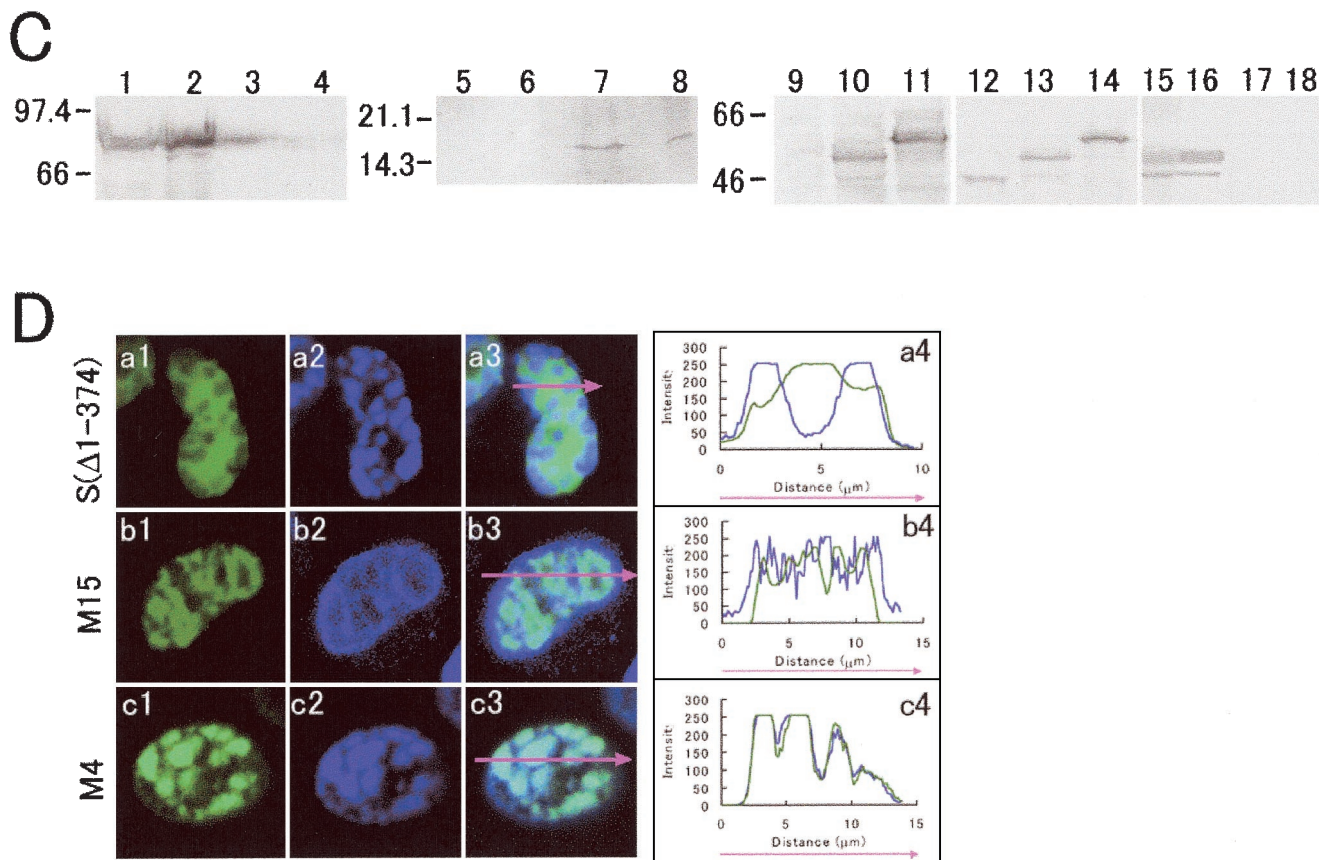 C
1 2 3 4 5 6 7 8 9 10 11 12 13 14 15 16 17 18
97.4
66
21.1
14.3
66
46
D
S(Δ1-374)
a1 a2 a3 a4
300
250
200
150
100
50
0
Intensit
0 5 10
Distance (μm)
M15
b1 b2 b3 b4
300
250
200
150
100
50
0
Intensit
0 5 10 15
Distance (μm)
M4
c1 c2 c3 c4
300
250
200
150
100
50
0
Intensit
0 5 10 15
Distance (μm)